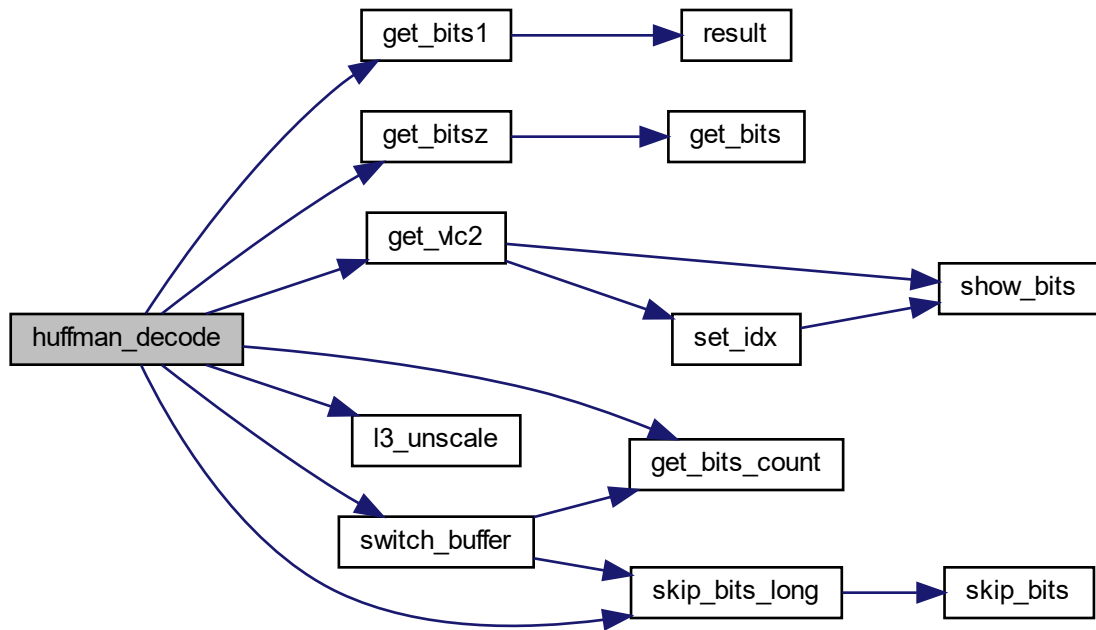 get_bits1
result
get_bitsz
get_bits
get_vlc2
show_bits
set_idx
huffman_decode
l3_unscale
get_bits_count
switch_buffer
skip_bits_long
skip_bits